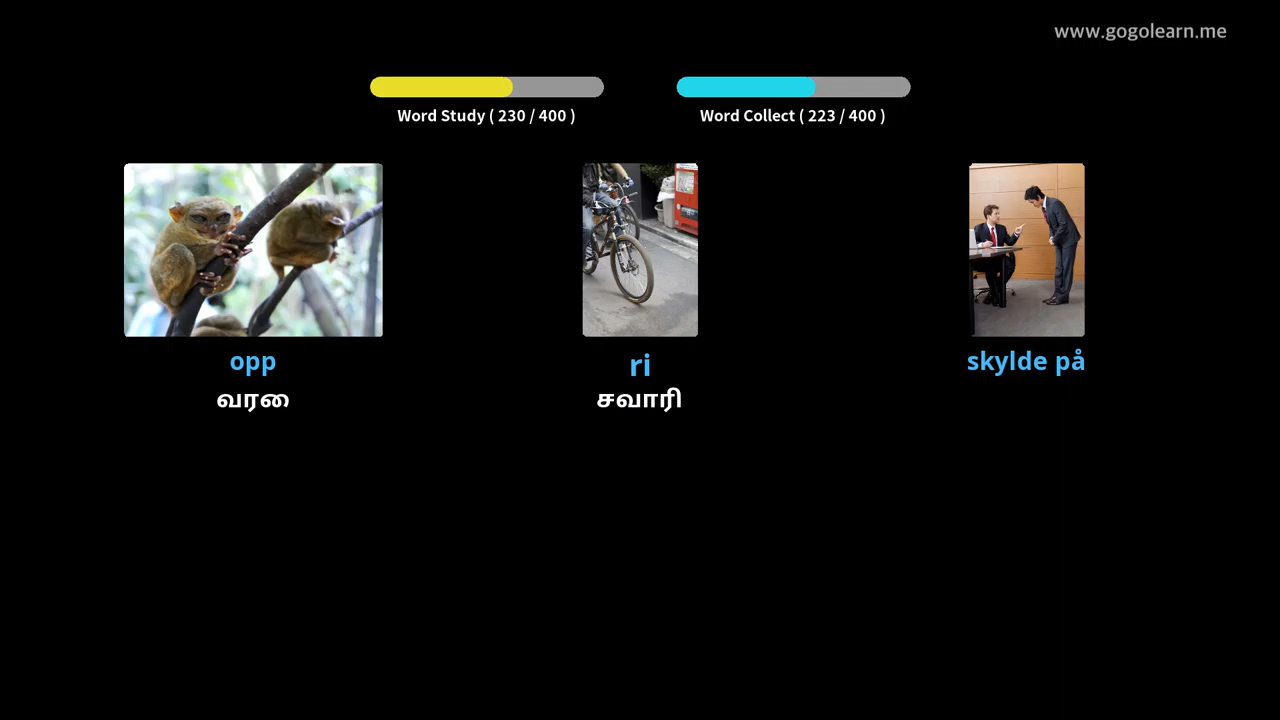 www.gogolearn.me
Word Study ( 230 / 400 )
Word Collect ( 223 / 400 )
opp
ri
skylde på
வரை
சவாரி